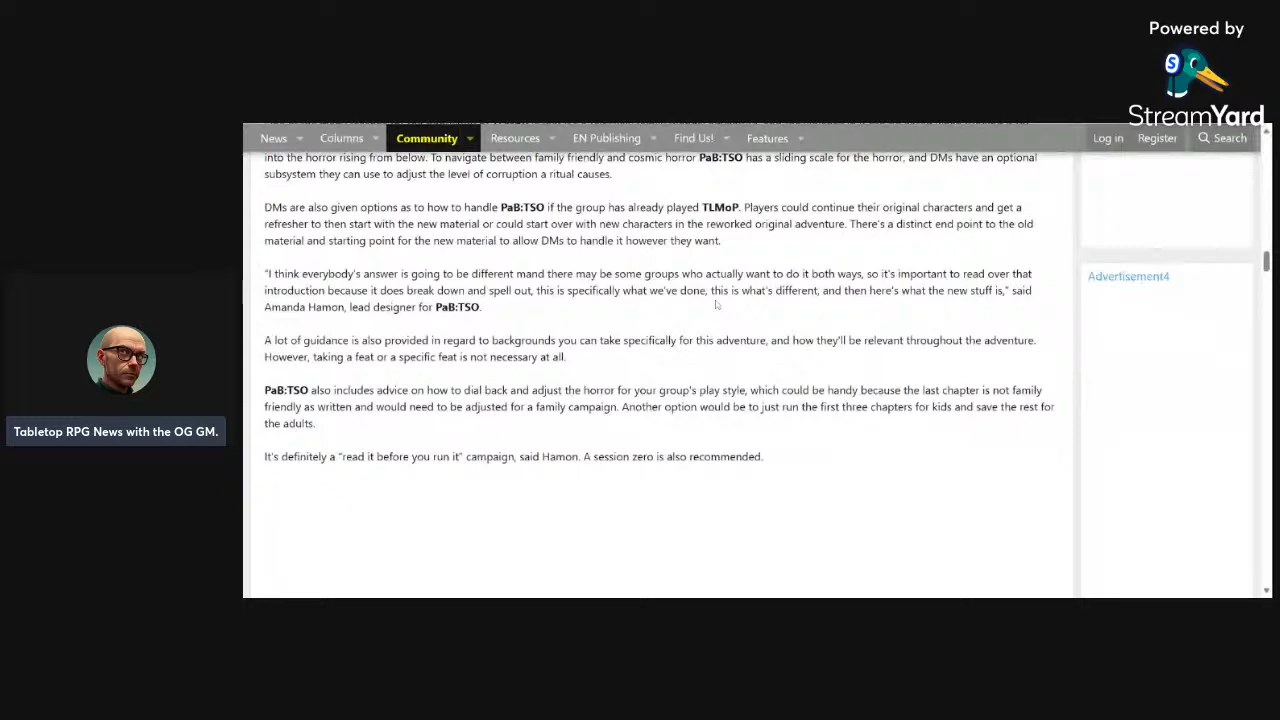 Powered by
S
StreamYard
News
Columns
Community
Resources
EN Publishing
Find Us!
Features
Log in
Register
Search
into the horror rising from below. To navigate between family friendly and cosmic horror PaB:TSO has a sliding scale for the horror, and DMs have an optional
subsystem they can use to adjust the level of corruption a ritual causes.
DMs are also given options as to how to handle PaB:TSO if the group has already played TLMoP. Players could continue their original characters and get a
refresher to then start with the new material or could start over with new characters in the reworked original adventure. There's a distinct end point to the old
material and starting point for the new material to allow DMs to handle it however they want.
"I think everybody's answer is going to be different mand there may be some groups who actually want to do it both ways, so it's important to read over that
introduction because it does break down and spell out, this is specifically what we've done, this is what's different, and then here's what the new stuff is," said
Amanda Hamon, lead designer for PaB:TSO.
A lot of guidance is also provided in regard to backgrounds you can take specifically for this adventure, and how they'll be relevant throughout the adventure.
However, taking a feat or a specific feat is not necessary at all.
PaB:TSO also includes advice on how to dial back and adjust the horror for your group's play style, which could be handy because the last chapter is not family
friendly as written and would need to be adjusted for a family campaign. Another option would be to just run the first three chapters for kids and save the rest for
the adults.
It's definitely a "read it before you run it" campaign, said Hamon. A session zero is also recommended.
Advertisement4
Tabletop RPG News with the OG GM.